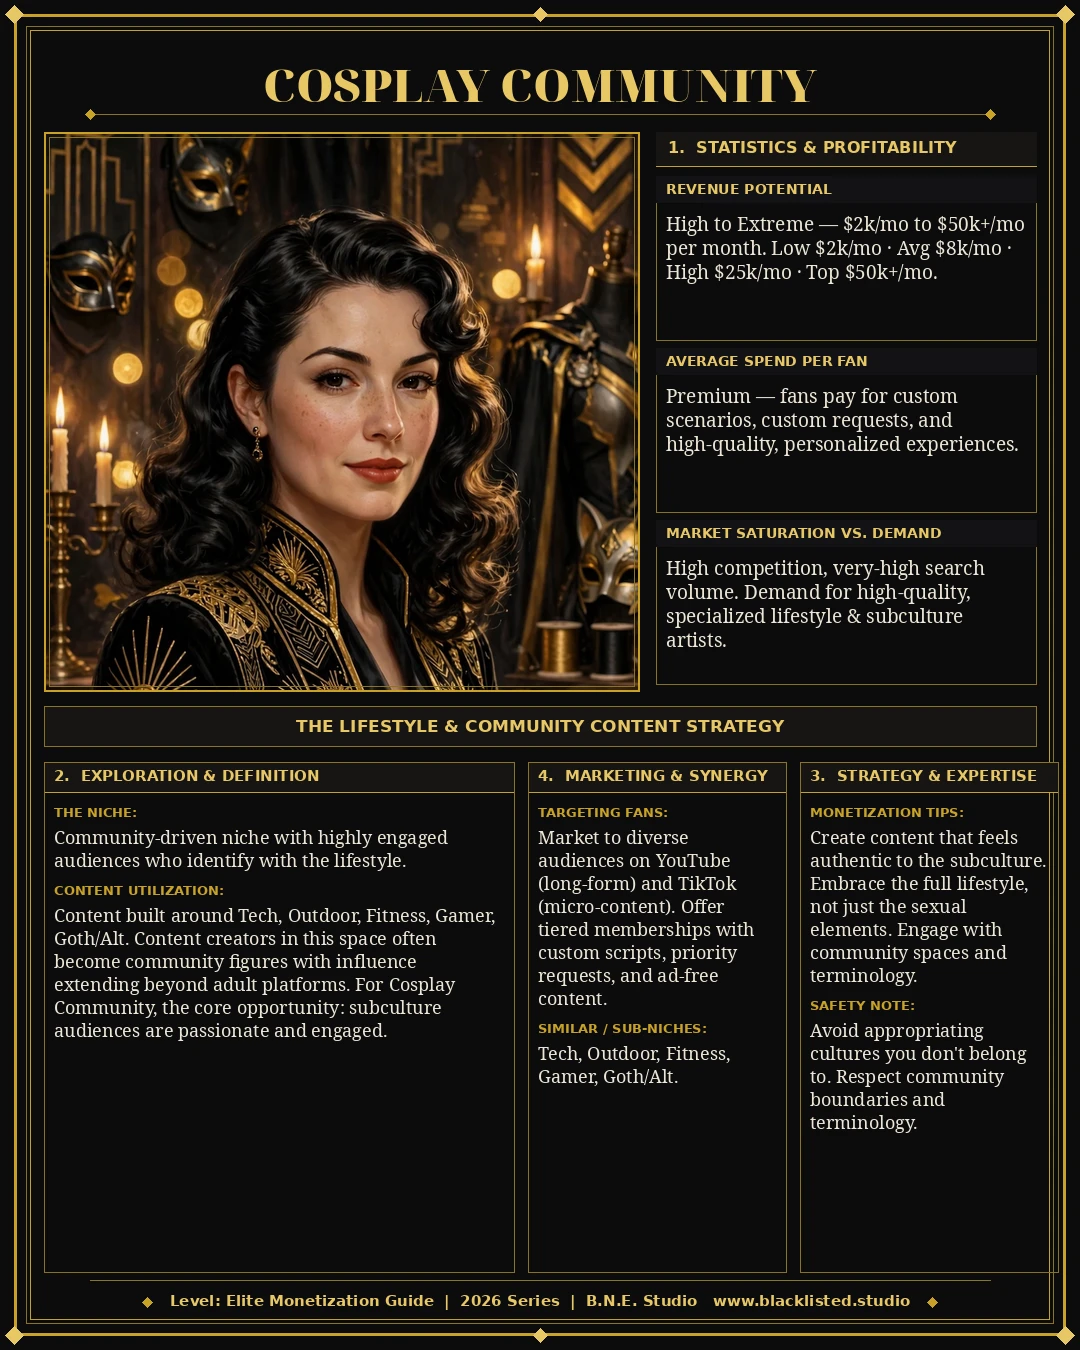 COSPLAY COMMUNITY
1. STATISTICS & PROFITABILITY
REVENUE POTENTIAL
High to Extreme — $2k/mo to $50k+/mo
per month. Low $2k/mo · Avg $8k/mo ·
High $25k/mo · Top $50k+/mo.
AVERAGE SPEND PER FAN
Premium — fans pay for custom
scenarios, custom requests, and
high-quality, personalized experiences.
MARKET SATURATION VS. DEMAND
High competition, very-high search
volume. Demand for high-quality,
specialized lifestyle & subculture
artists.
THE LIFESTYLE & COMMUNITY CONTENT STRATEGY
2. EXPLORATION & DEFINITION
THE NICHE:
Community-driven niche with highly engaged
audiences who identify with the lifestyle.
CONTENT UTILIZATION:
Content built around Tech, Outdoor, Fitness, Gamer,
Goth/Alt. Content creators in this space often
become community figures with influence
extending beyond adult platforms. For Cosplay
Community, the core opportunity: subculture
audiences are passionate and engaged.
4. MARKETING & SYNERGY
TARGETING FANS:
Market to diverse
audiences on YouTube
(long-form) and TikTok
(micro-content). Offer
tiered memberships with
custom scripts, priority
requests, and ad-free
content.
SIMILAR / SUB-NICHES:
Tech, Outdoor, Fitness,
Gamer, Goth/Alt.
3. STRATEGY & EXPERTISE
MONETIZATION TIPS:
Create content that feels
authentic to the subculture.
Embrace the full lifestyle,
not just the sexual
elements. Engage with
community spaces and
terminology.
SAFETY NOTE:
Avoid appropriating
cultures you don't belong
to. Respect community
boundaries and
terminology.
Level: Elite Monetization Guide | 2026 Series | B.N.E. Studio www.blacklisted.studio